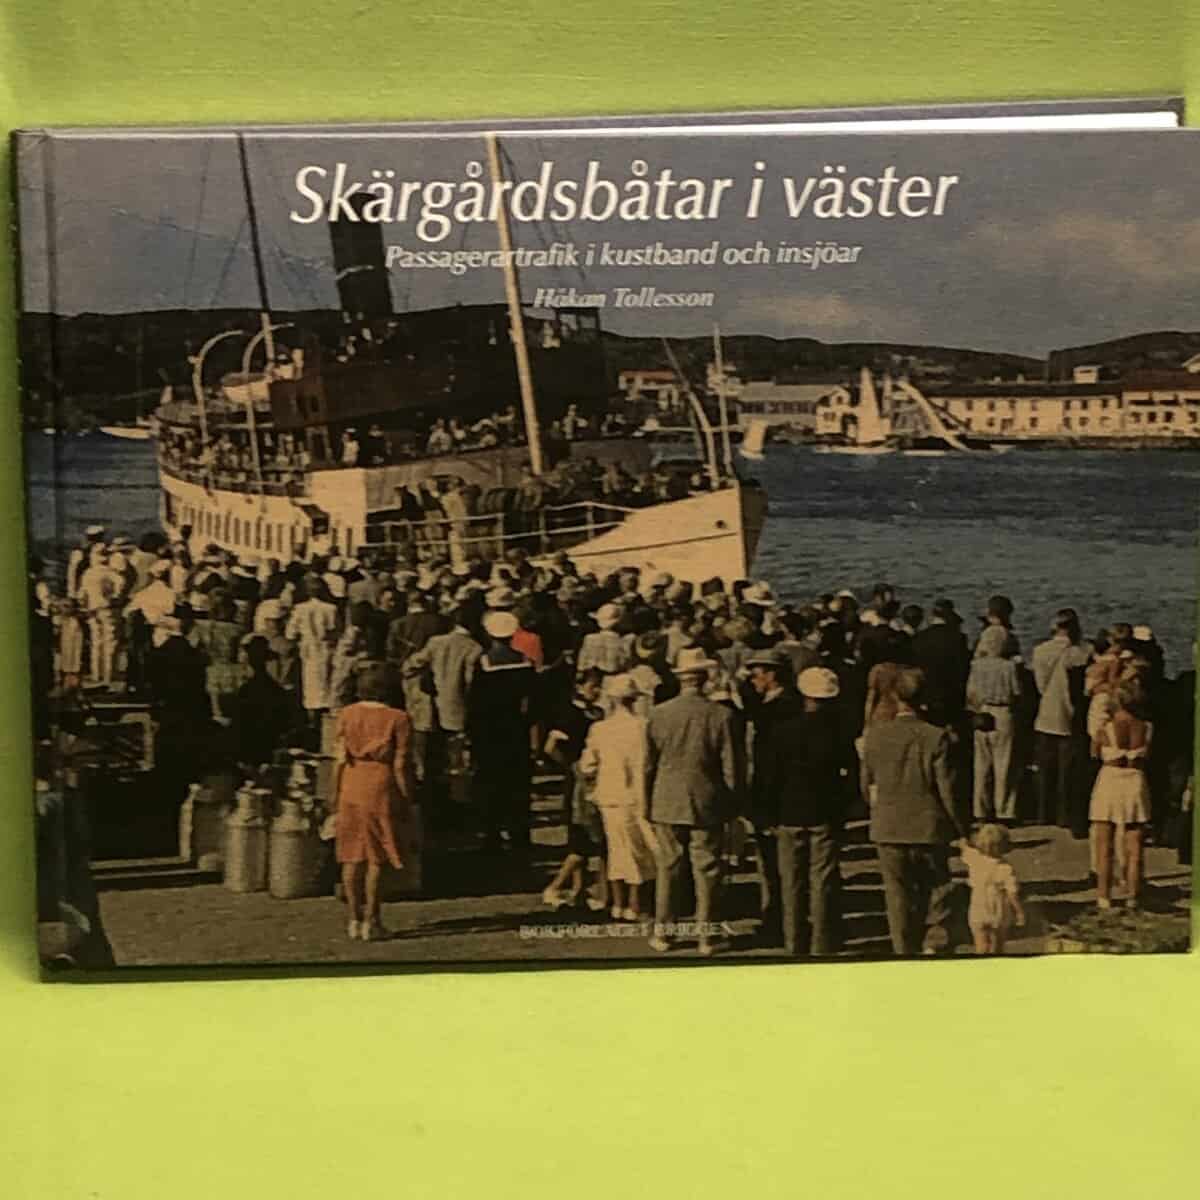 Skärgårdsbåtar i väster
Passagerartrafik i kustband och insjöar
Håkan Tollesson
BOKFÖRLAGET BRIGGEN